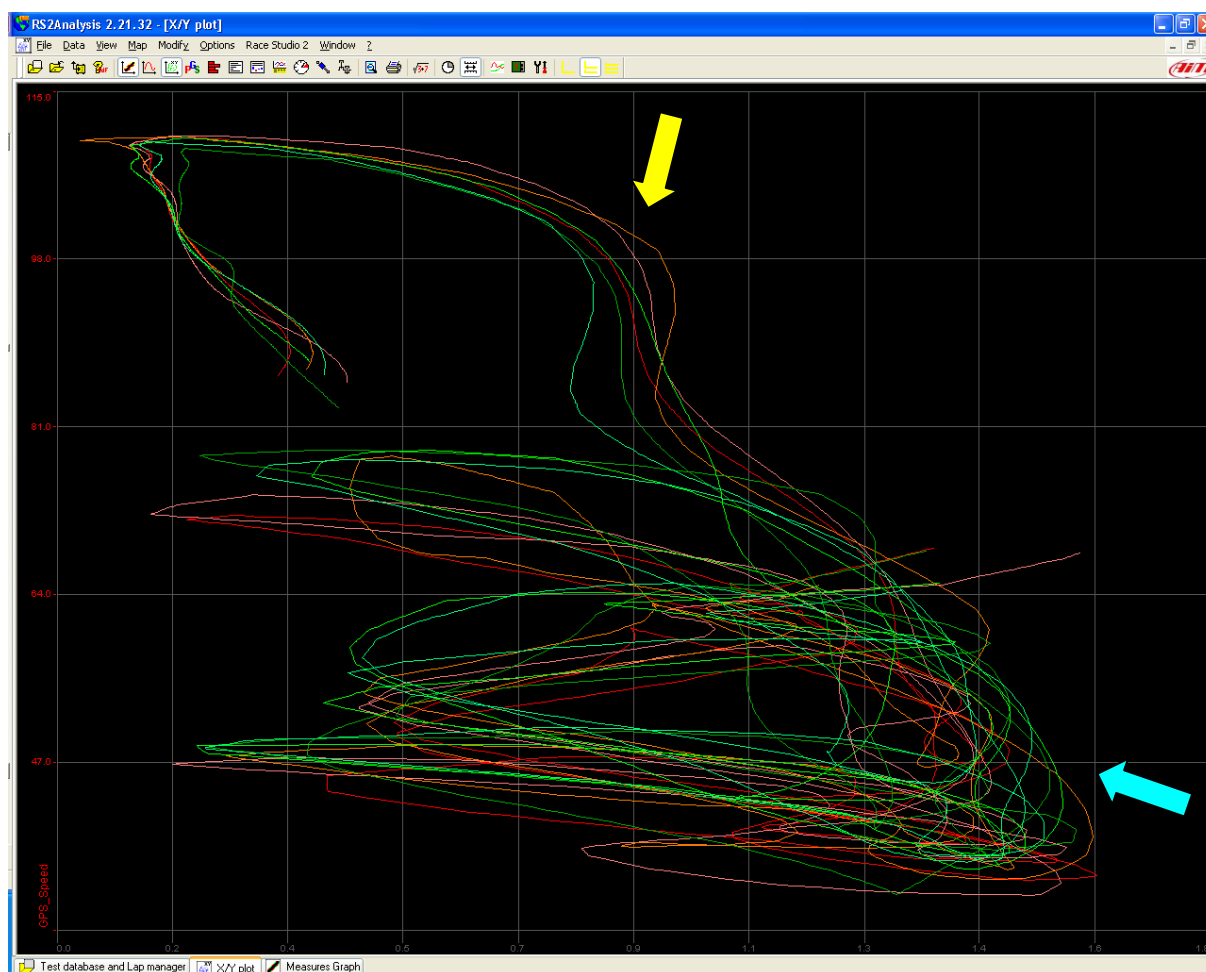 RS2Analysis 2.21.32 - [X/Y plot]
File Data View Map Modify Options Race Studio 2 Window ?
115.0
98.0
81.0
64.0
47.0
GPS_Speed
0.0 0.2 0.4 0.5 0.7 0.9 1.1 1.3 1.4 1.6
Test database and Lap manager X/Y plot Measures Graph